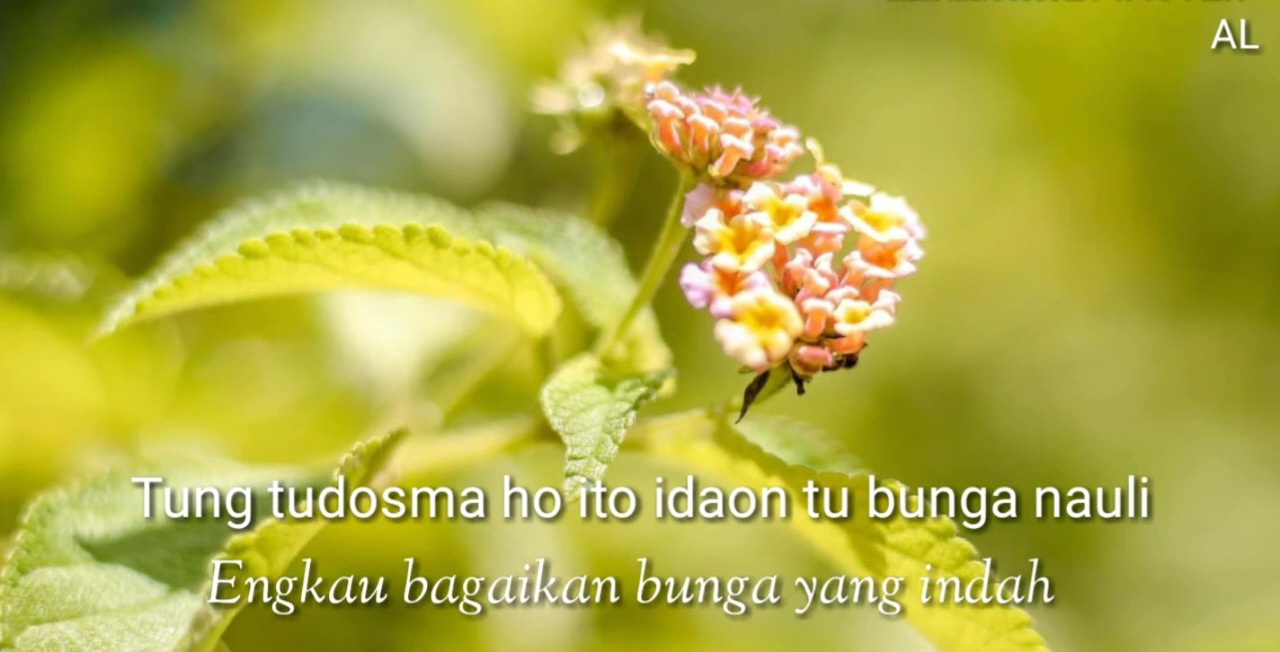 AL
Tung tudosma ho ito idaon tu bunga nauli
Engkau bagaikan bunga yang indah